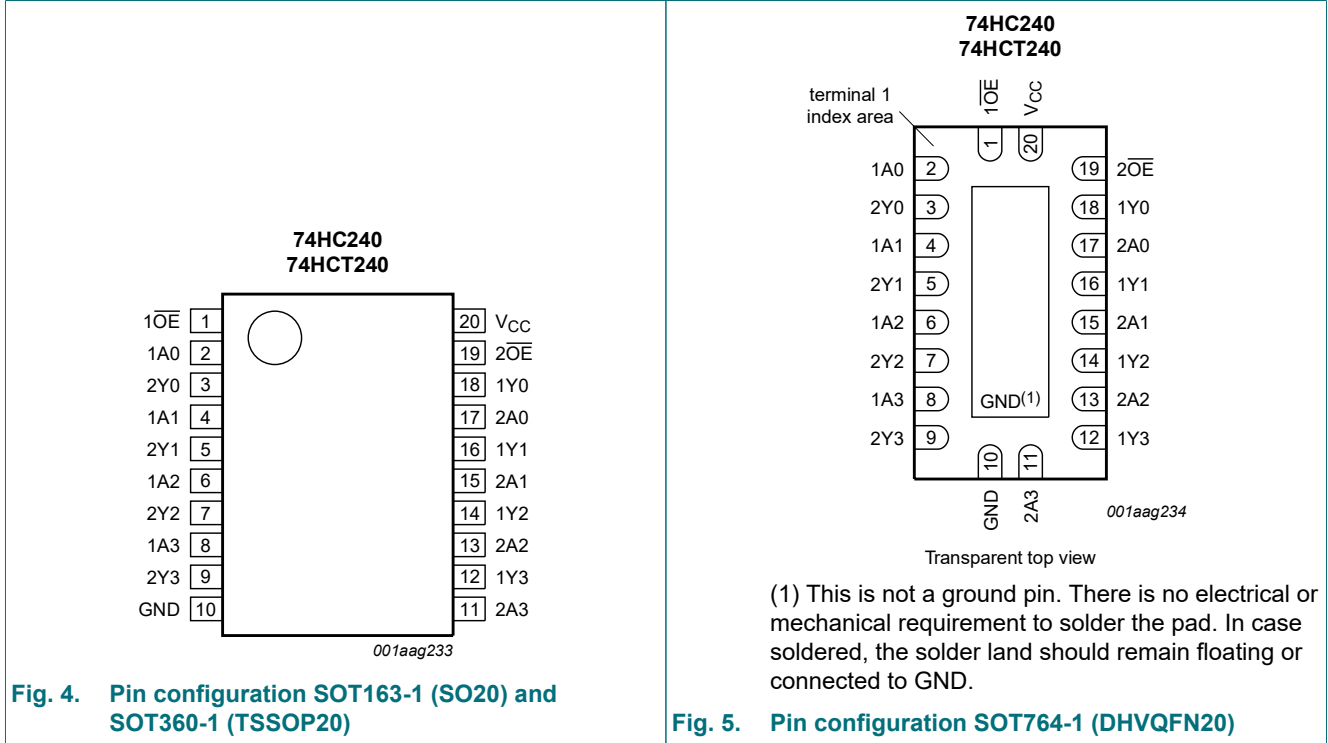 74HC240
74HCT240
1OE 1
1A0 2
2Y0 3
1A1 4
2Y1 5
1A2 6
2Y2 7
1A3 8
2Y3 9
GND 10
20 VCC
19 2OE
18 1Y0
17 2A0
16 1Y1
15 2A1
14 1Y2
13 2A2
12 1Y3
11 2A3
001aag233
Fig. 4. Pin configuration SOT163-1 (SO20) and
SOT360-1 (TSSOP20)
74HC240
74HCT240
terminal 1
index area
1OE
VCC
1
20
1A0 2
2Y0 3
1A1 4
2Y1 5
1A2 6
2Y2 7
1A3 8
2Y3 9
19 2OE
18 1Y0
17 2A0
16 1Y1
15 2A1
14 1Y2
13 2A2
12 1Y3
GND(1)
10
11
GND
2A3
001aag234
Transparent top view
(1) This is not a ground pin. There is no electrical or
mechanical requirement to solder the pad. In case
soldered, the solder land should remain floating or
connected to GND.
Fig. 5. Pin configuration SOT764-1 (DHVQFN20)